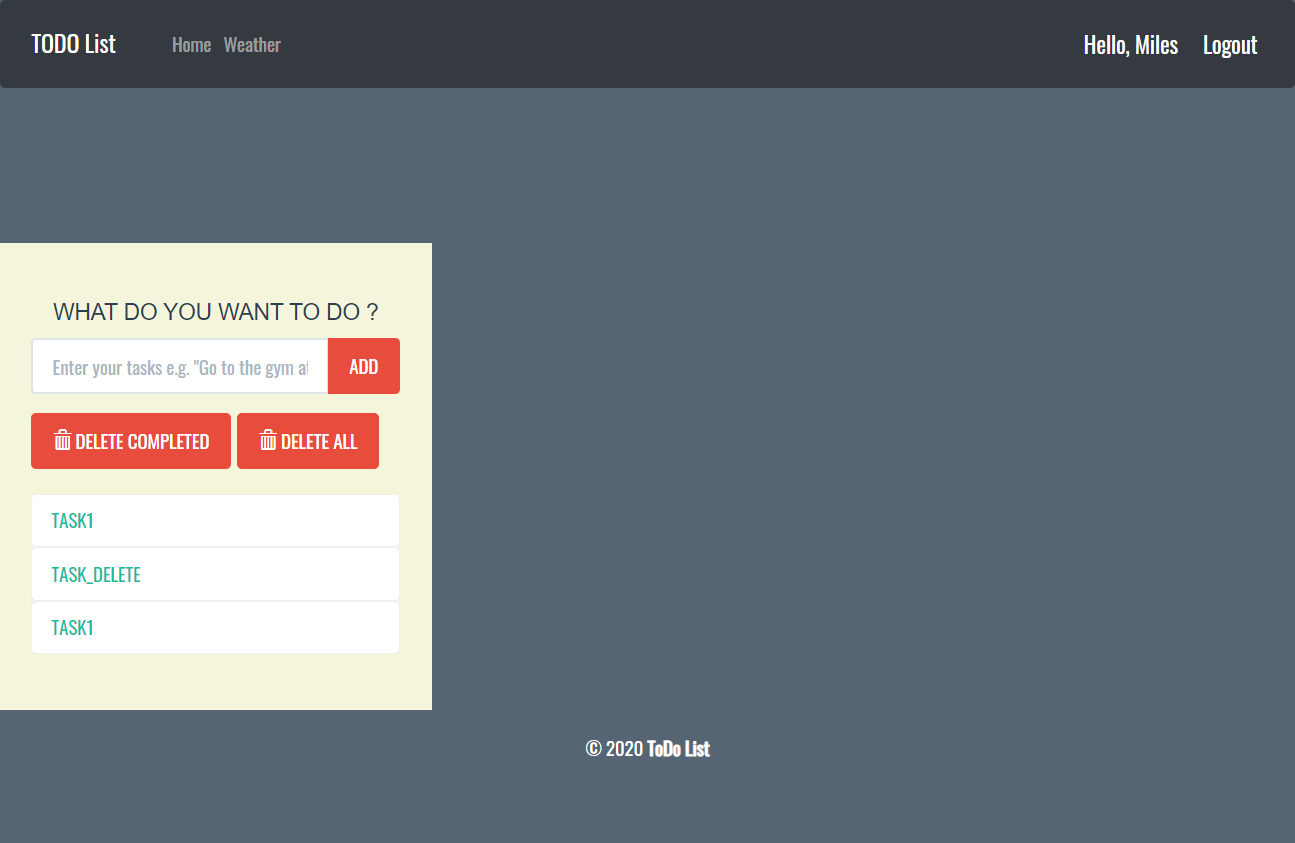 TODO List Home Weather Hello, Miles Logout
WHAT DO YOU WANT TO DO ?
Enter your tasks e.g. "Go to the gym at ADD
DELETE COMPLETED DELETE ALL
TASK1
TASK_DELETE
TASK1
© 2020 ToDo List